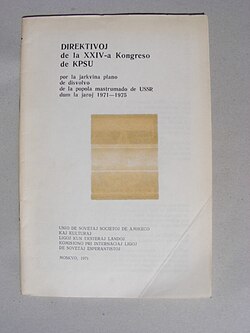 DIREKTIVOJ
de la XXIV-a Kongreso
de KPSU
por la jarkvina plano
de disvolvo
de la popola mastrumado de USSR
dum la jaroj 1971—1975
UNIO DE SOVETAJ SOCIETOJ DE AMIKECO
KAJ KULTURAJ
LIGOJ KUN EKSTERAJ LANDOJ
KOMISIONO PRI INTERNACIAJ LIGOJ
DE SOVETAJ ESPERANTISTOJ
MOSKVO, 1971